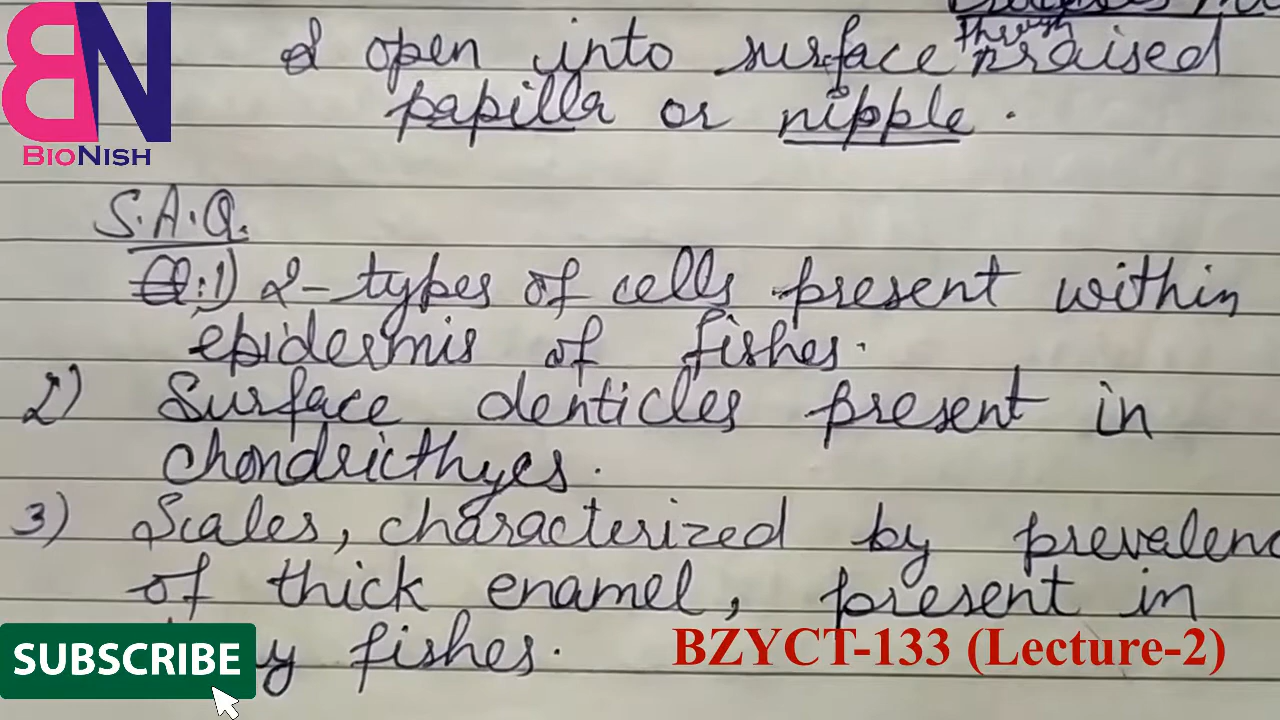 & open into surface through raised
papilla or nipple.
BN
BIONISH
S.A.Q.
Q:1) 2-types of cells present within
epidermis of fishes.
2) Surface denticles present in
chondricthyes.
3) Scales, characterized by prevalenc
of thick enamel, present in
y fishes.
SUBSCRIBE
BZYCT-133 (Lecture-2)